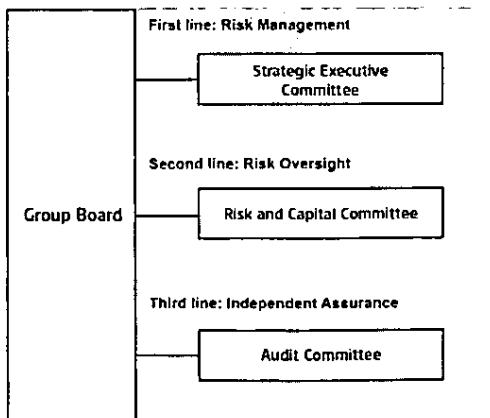 First line: Risk Management
Strategic Executive
Committee
Second line: Risk Oversight
Group Board
Risk and Capital Committee
Third line: Independent Assurance
Audit Committee